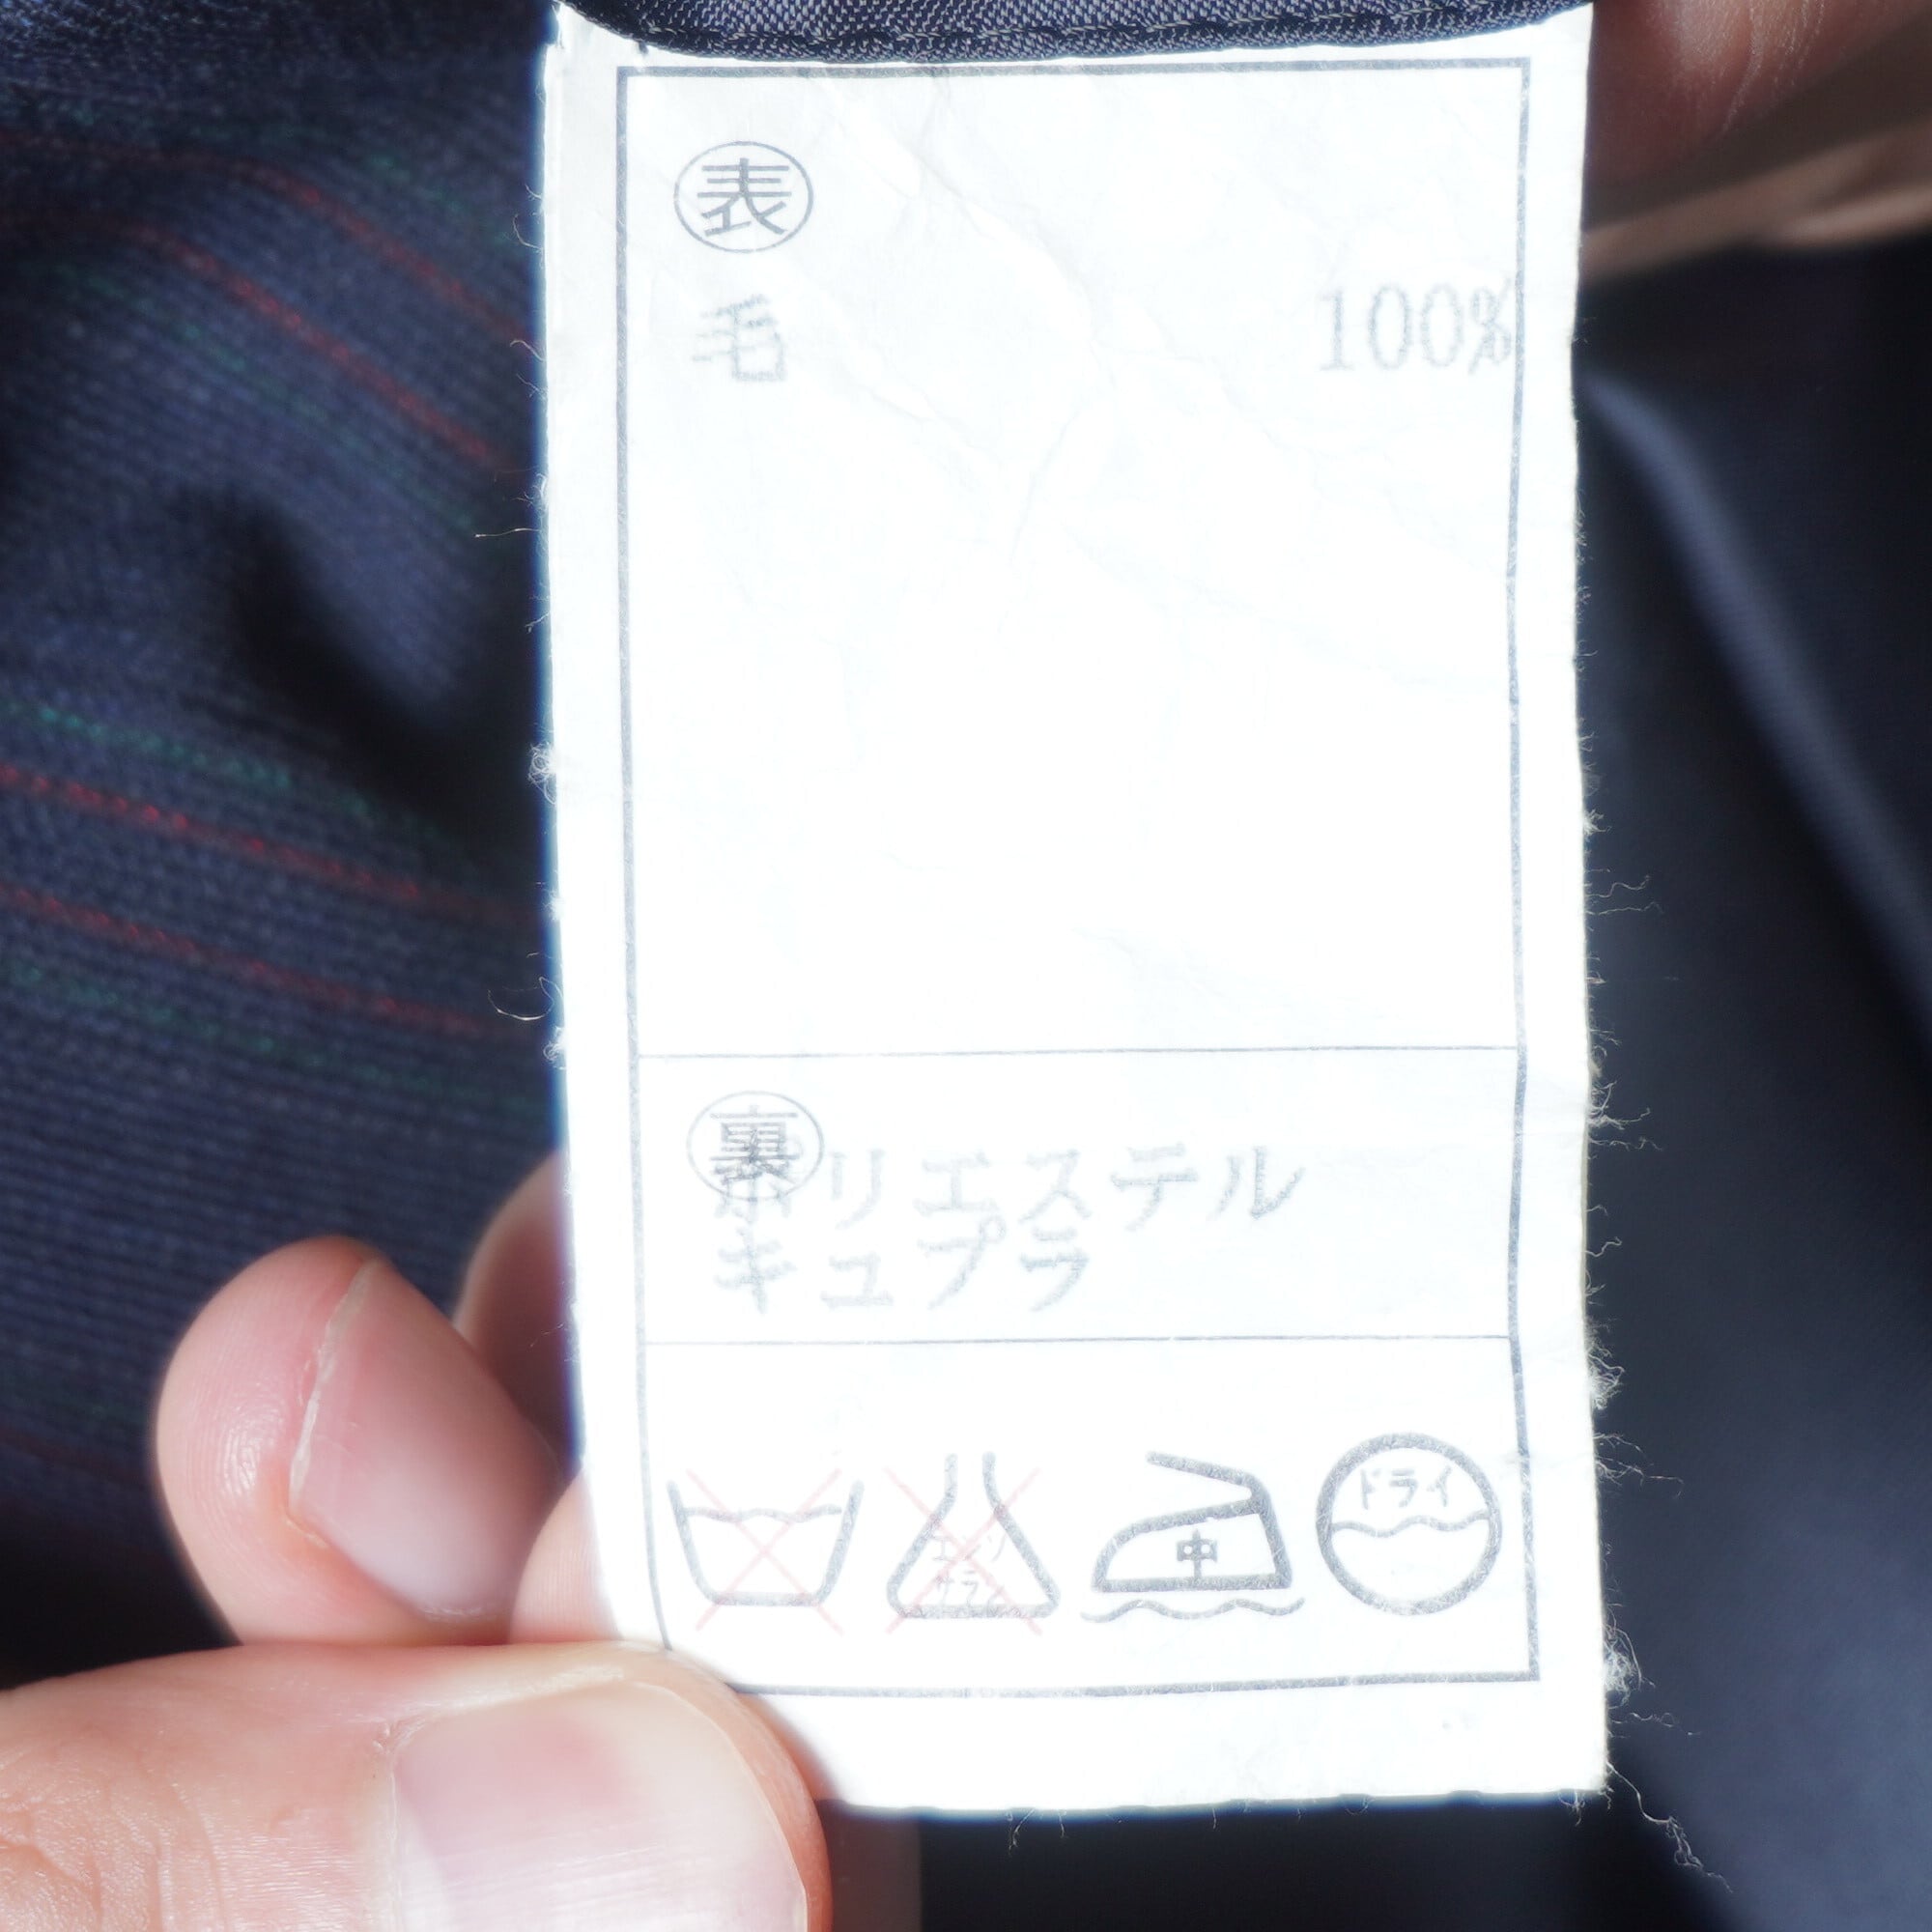 表
毛 100%
裏
ポリエステル
キュプラ
エンソ
サラシ
中
ドライ